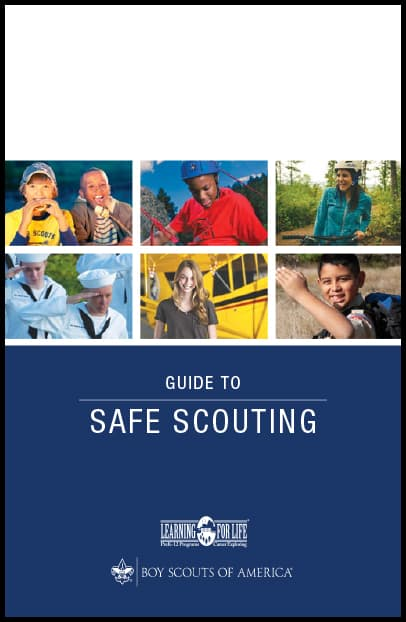 SCOUTS
GUIDE TO
SAFE SCOUTING
LEARNING FOR LIFE®
PreK-12 Programs Career Exploring
BOY SCOUTS OF AMERICA®